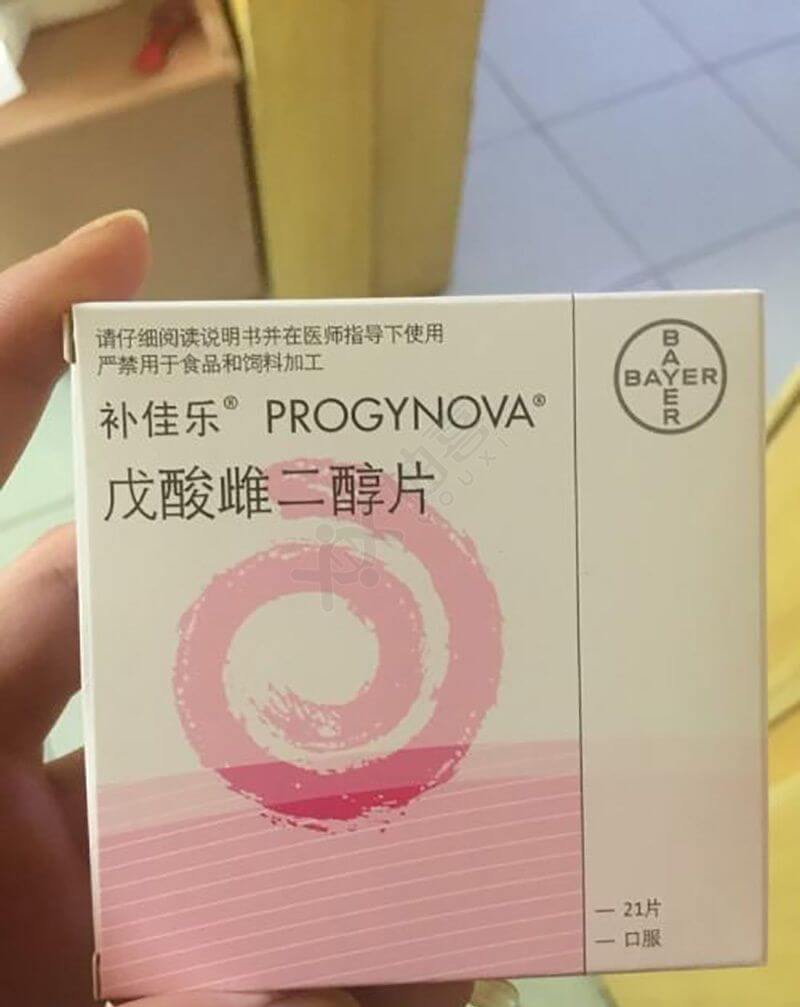 请仔细阅读说明书并在医师指导下使用
严禁用于食品和饲料加工
补佳乐® PROGYNOVA®
戊酸雌二醇片
BAYER
BAYER
— 21片
— 口服